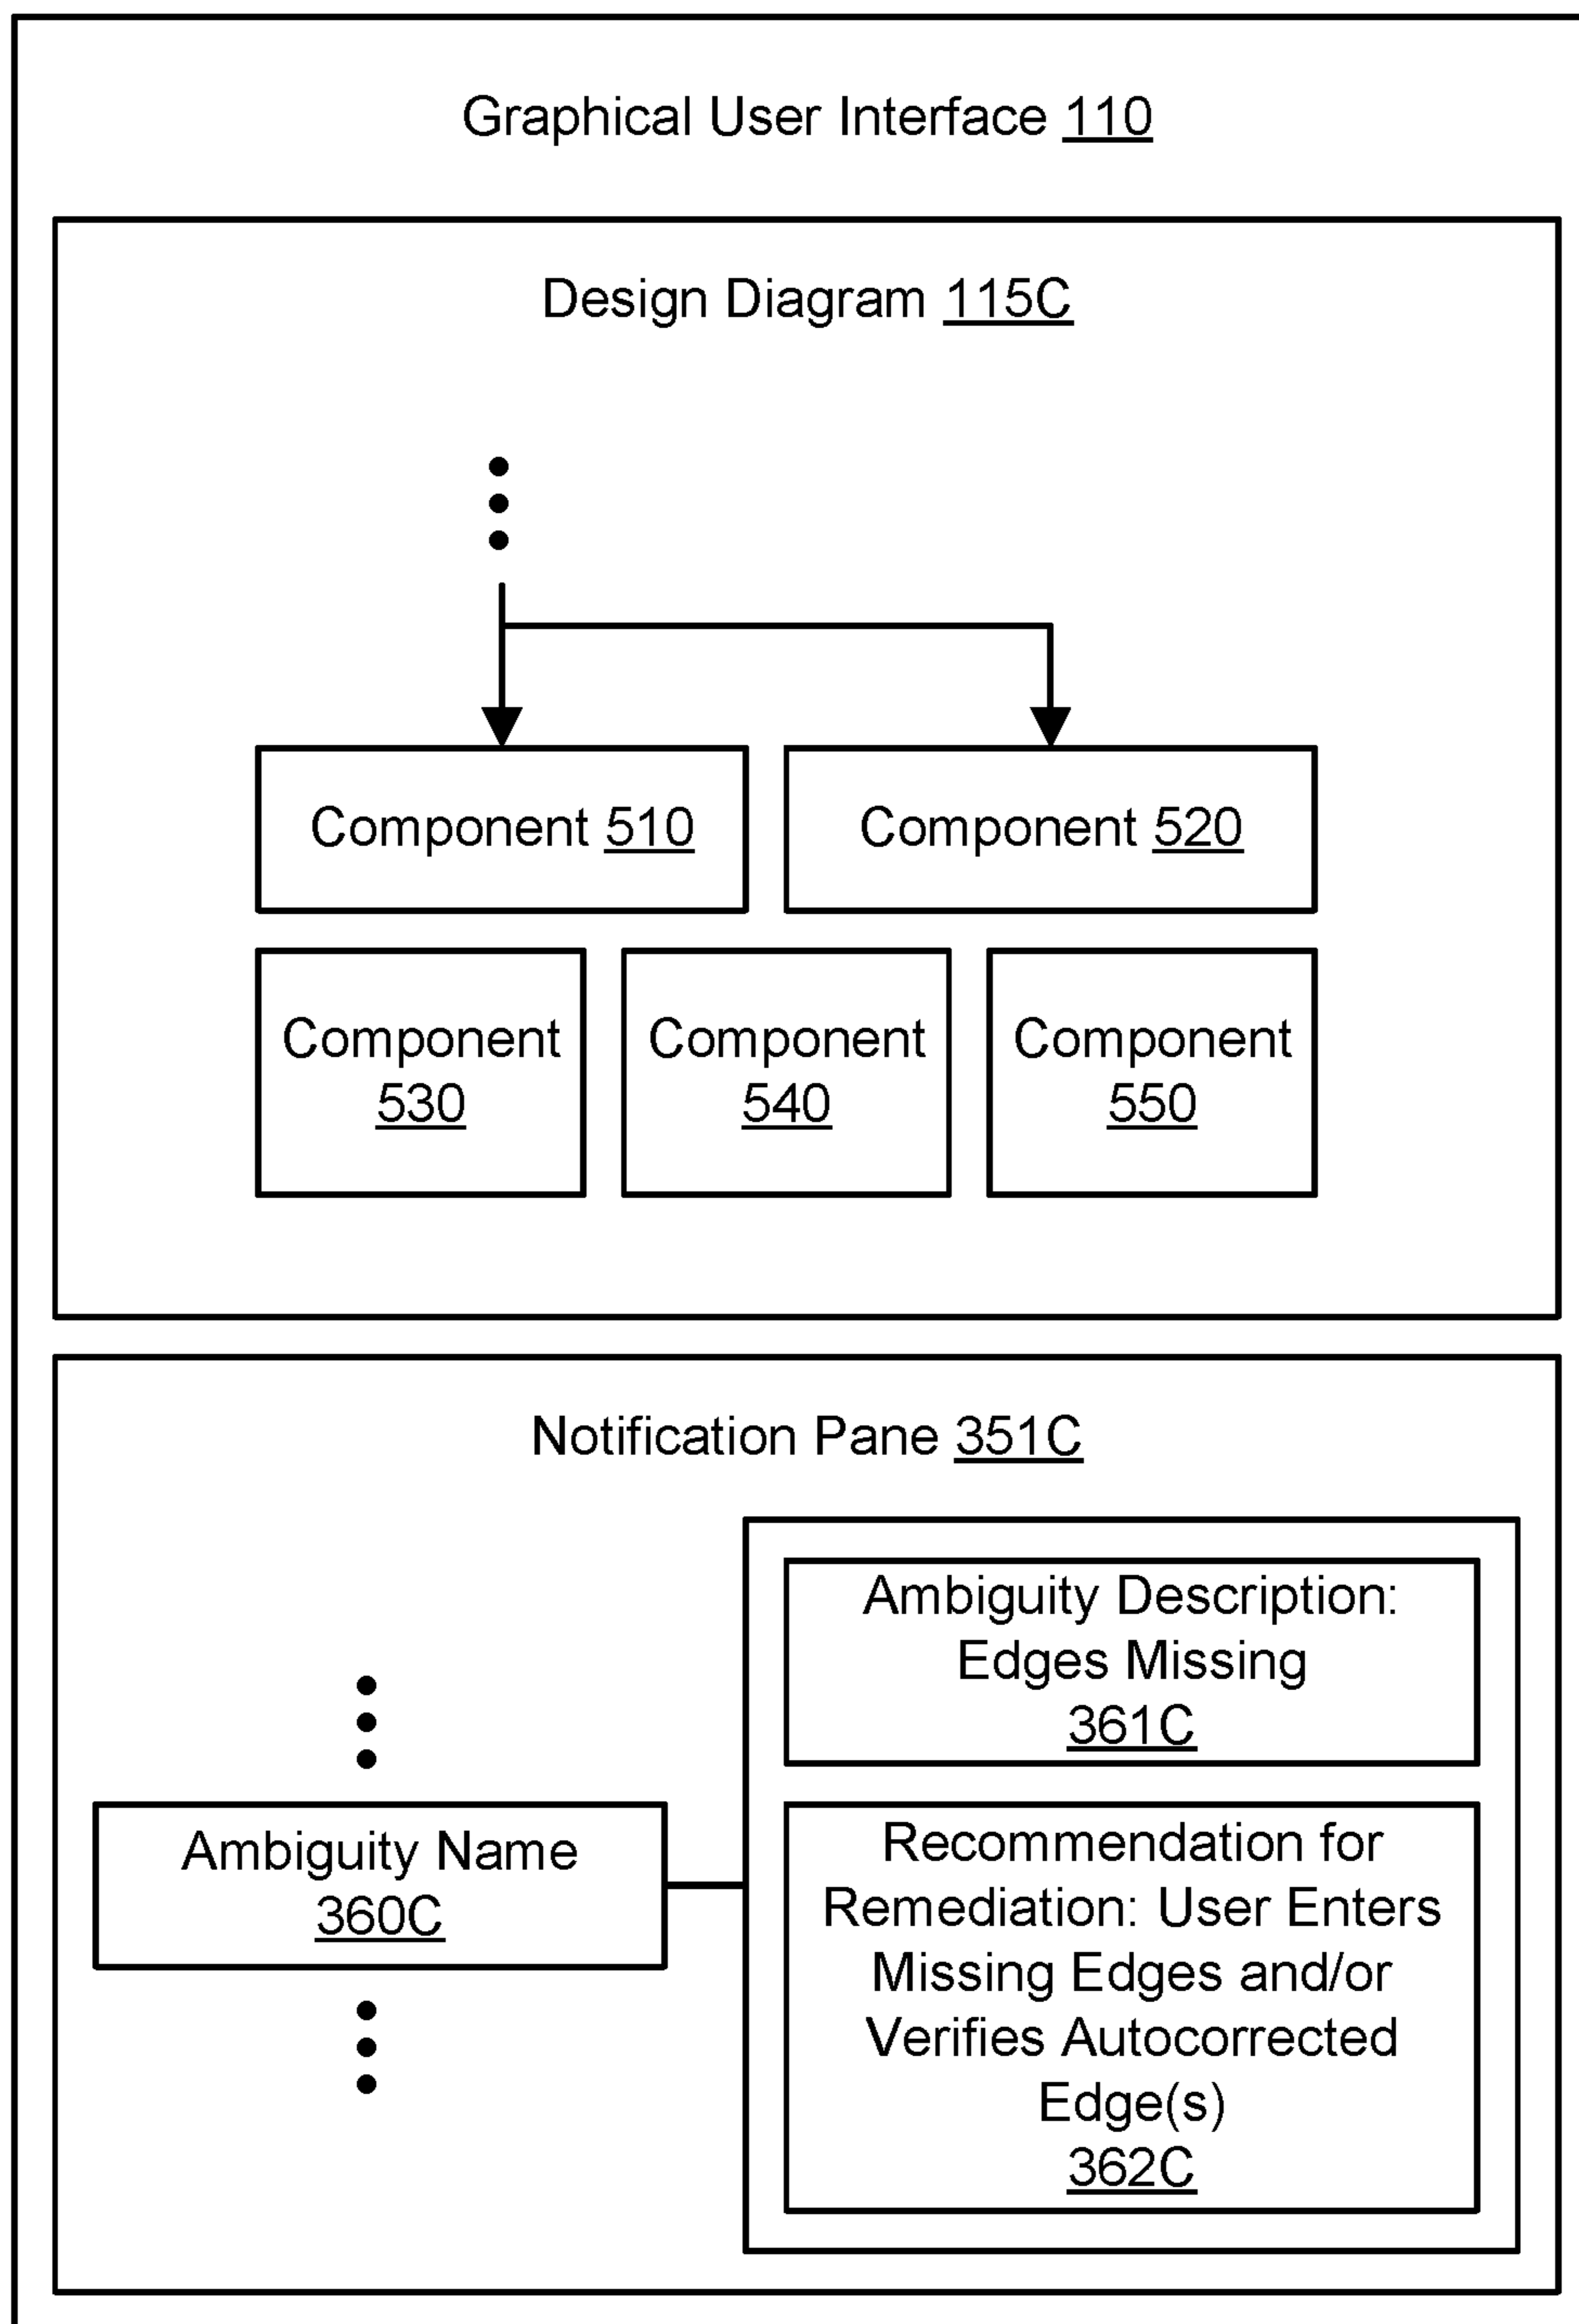 Graphical User Interface 110
Design Diagram 115C
Component 510
Component 520
Component
530
Component
540
Component
550
Notification Pane 351C
Ambiguity Description:
Edges Missing
361C
Ambiguity Name
360C
Recommendation for
Remediation: User Enters
Missing Edges and/or
Verifies Autocorrected
Edge(s)
362C